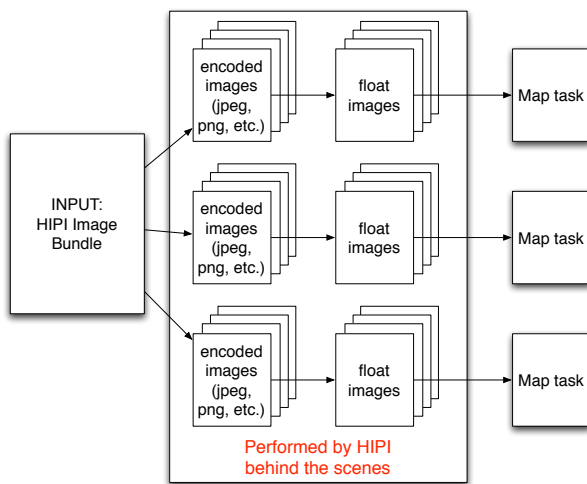 encoded
images
(jpeg,
png, etc.)
float
images
Map task
INPUT:
HIPI Image
Bundle
encoded
images
(jpeg,
png, etc.)
float
images
Map task
encoded
images
(jpeg,
png, etc.)
float
images
Map task
Performed by HIPI
behind the scenes